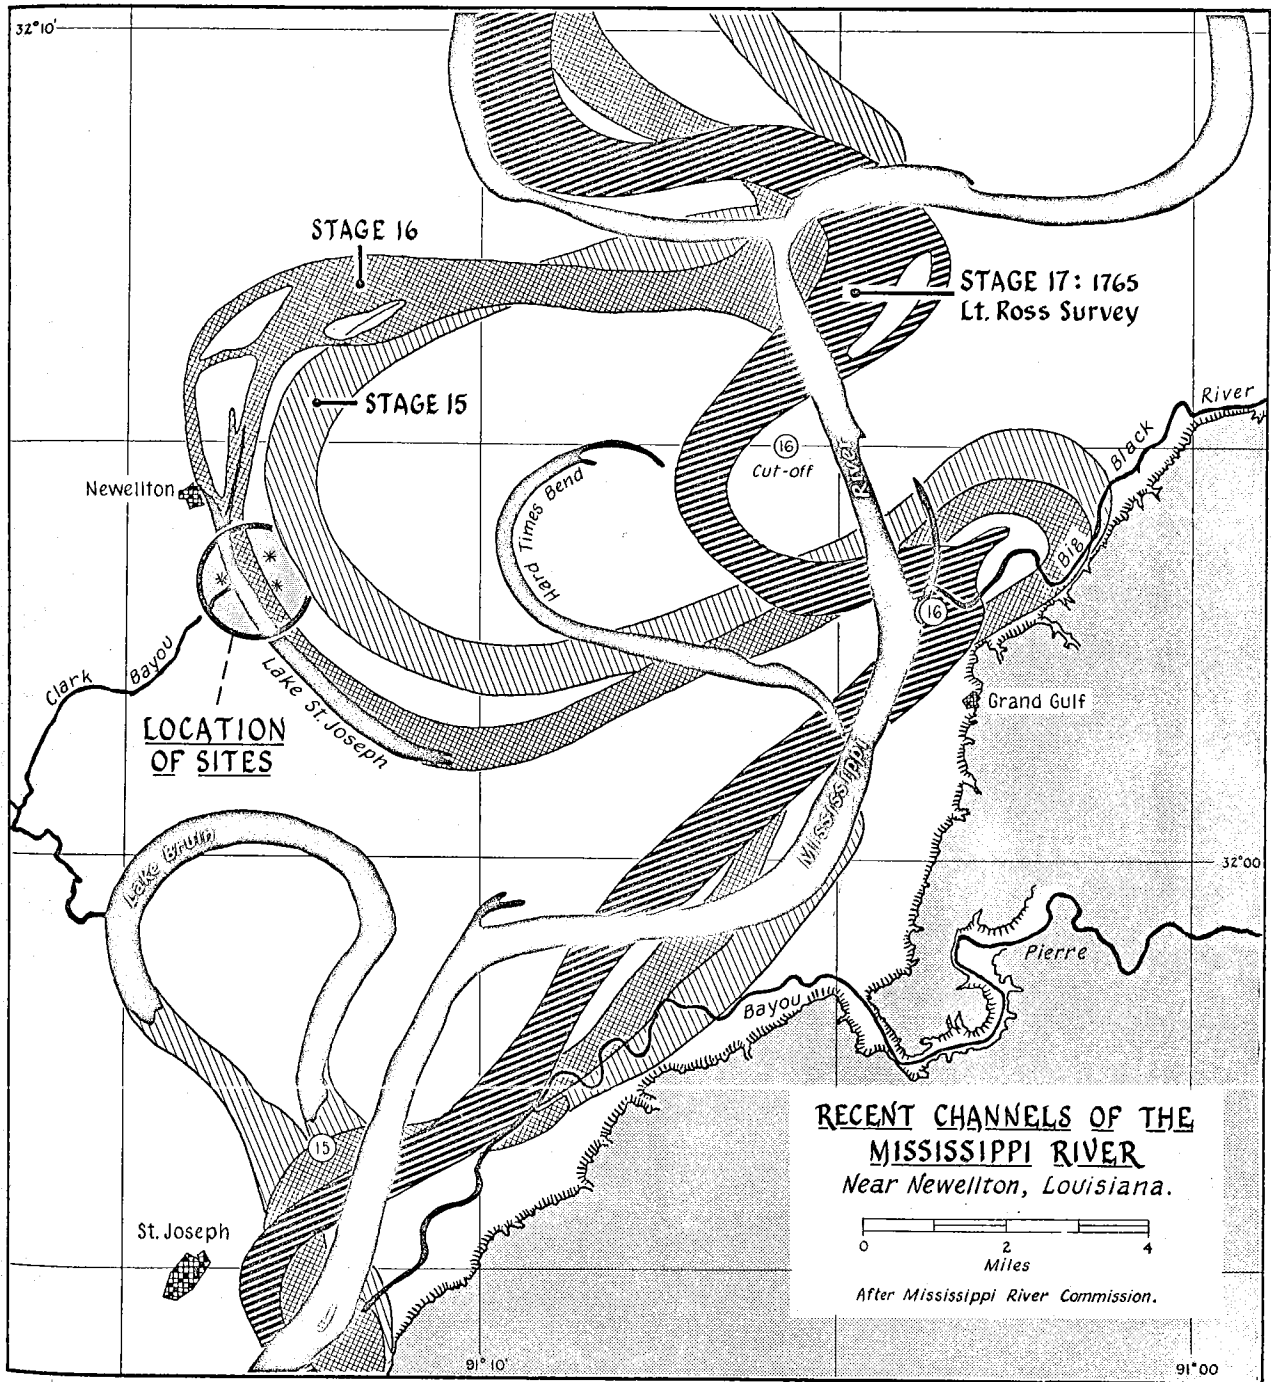 32°10'
STAGE 16
STAGE 17: 1765
Lt. Ross Survey
STAGE 15
River
Black
Big
16
Cut-off
River
Newellton
Hard Times Bend
16
Clark
Bayou
Lake St. Joseph
Grand Gulf
LOCATION
OF SITES
Mississippi
Lake Bruin
32°00
Pierre
Bayou
15
St. Joseph
RECENT CHANNELS OF THE
MISSISSIPPI RIVER
Near Newellton, Louisiana.
0 2 4
Miles
After Mississippi River Commission.
91°10'
91°00